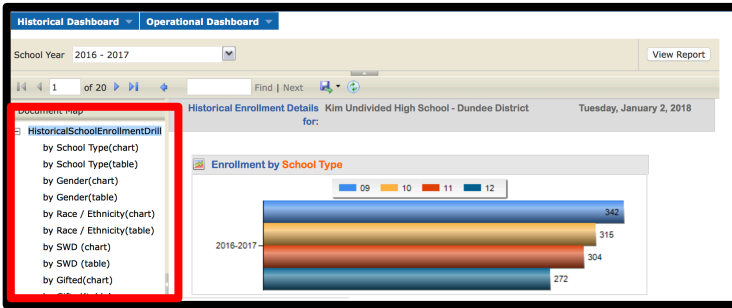 Historical Dashboard Operational Dashboard
School Year 2016 - 2017 View Report
1 of 20 Find | Next
Document Map
HistoricalSchoolEnrollmentDrill
by School Type(chart)
by School Type(table)
by Gender(chart)
by Gender(table)
by Race / Ethnicity(chart)
by Race / Ethnicity(table)
by SWD (chart)
by SWD (table)
by Gifted(chart)
Historical Enrollment Details for: Kim Undivided High School - Dundee District Tuesday, January 2, 2018
Enrollment by School Type
09 10 11 12
342
315
2016-2017
304
272